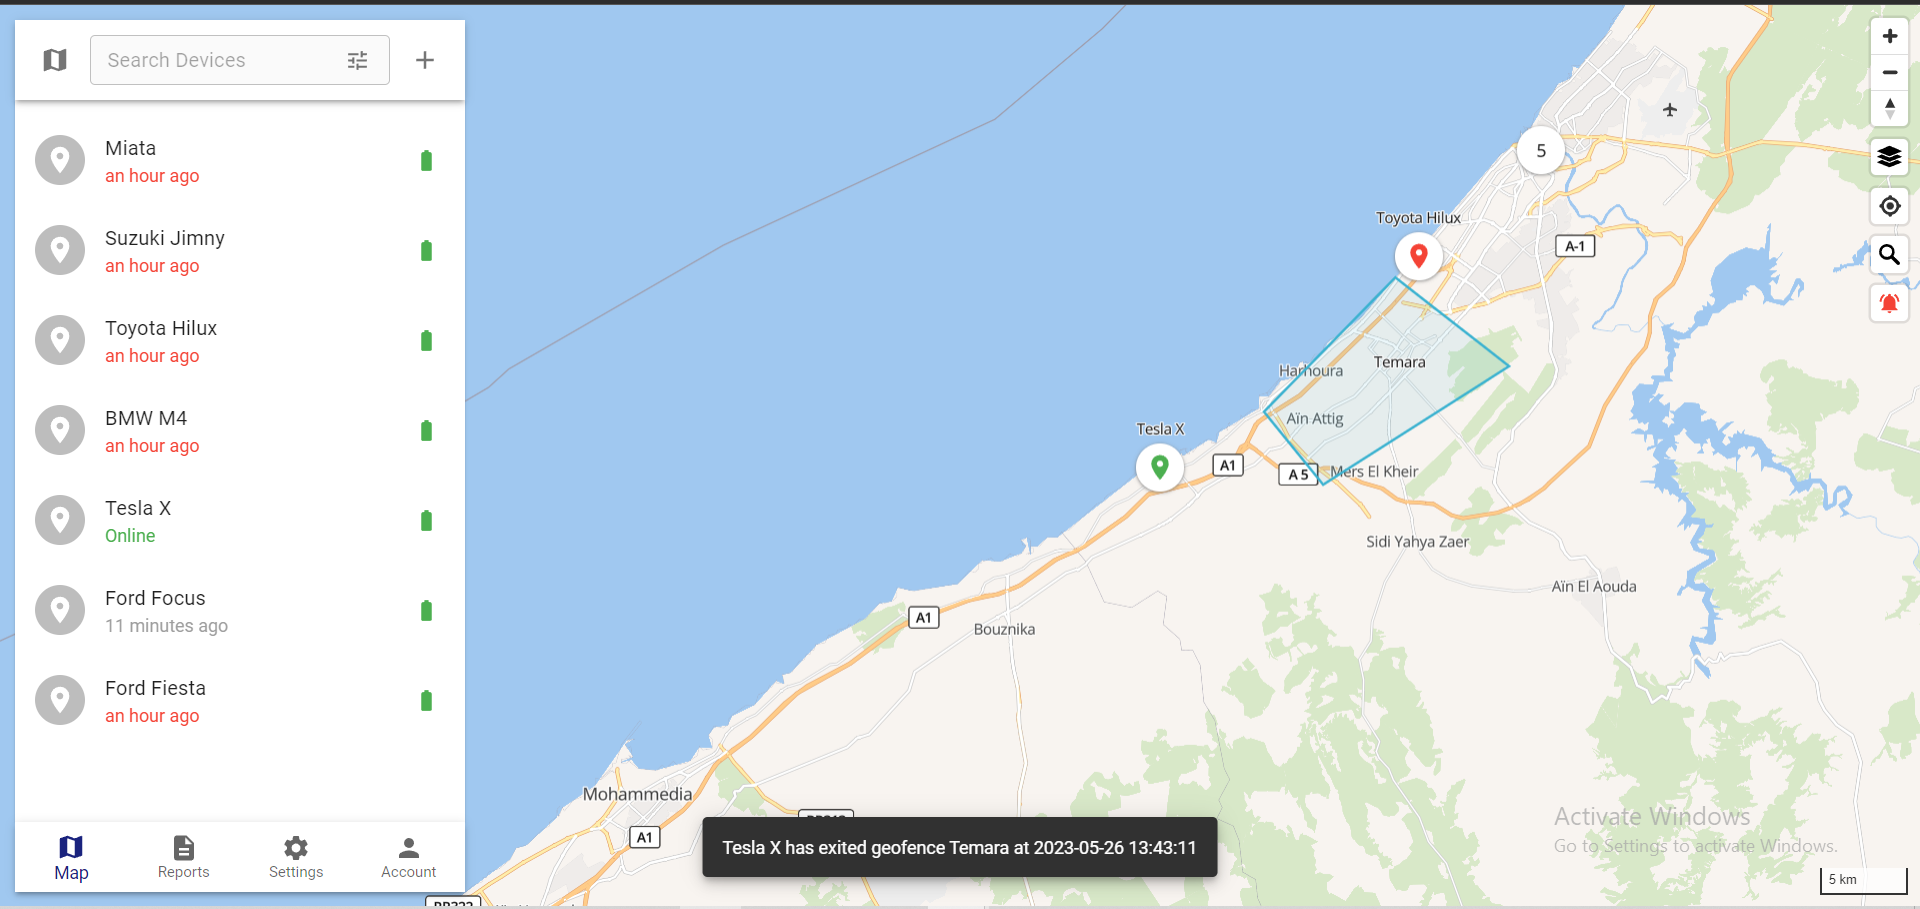 Search Devices
Miata
an hour ago
Suzuki Jimny
an hour ago
Toyota Hilux
an hour ago
BMW M4
an hour ago
Tesla X
Online
Ford Focus
11 minutes ago
Ford Fiesta
an hour ago
Map
Reports
Settings
Account
5
Toyota Hilux
A-1
Temara
Harhoura
Aïn Attig
Tesla X
A1
A 5
Mers El Kheir
Sidi Yahya Zaer
Aïn El Aouda
A1
Bouznika
Mohammedia
A1
Tesla X has exited geofence Temara at 2023-05-26 13:43:11
Activate Windows
Go to Settings to activate Windows.
5 km